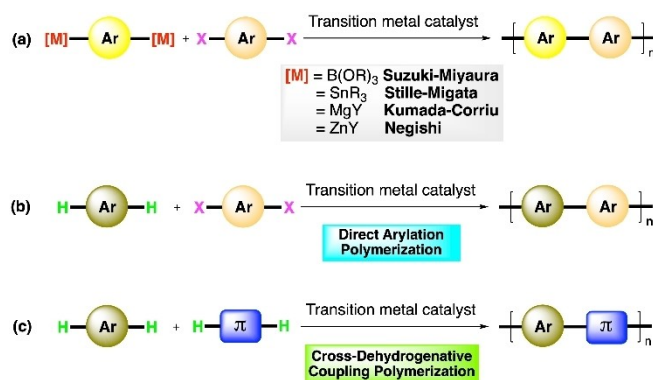 Transition metal catalyst
(a) [M] Ar [M] + X Ar X [ Ar Ar ]n
[M] = B(OR)3 Suzuki-Miyaura
= SnR3 Stille-Migata
= MgY Kumada-Corriu
= ZnY Negishi
Transition metal catalyst
(b) H Ar H + X Ar X [ Ar Ar ]n
Direct Arylation
Polymerization
Transition metal catalyst
(c) H Ar H + H π H [ Ar π ]n
Cross-Dehydrogenative
Coupling Polymerization